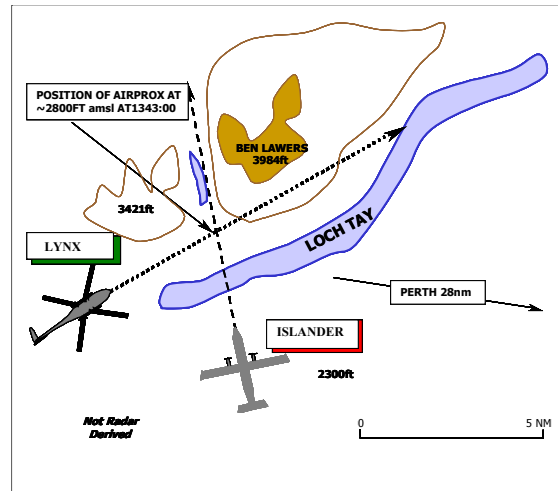 POSITION OF AIRPROX AT
~2800FT amsl AT1343:00
BEN LAWERS
3984ft
3421ft
LYNX
LOCH TAY
PERTH 28nm
ISLANDER
2300ft
Not Radar
Derived
0
5 NM